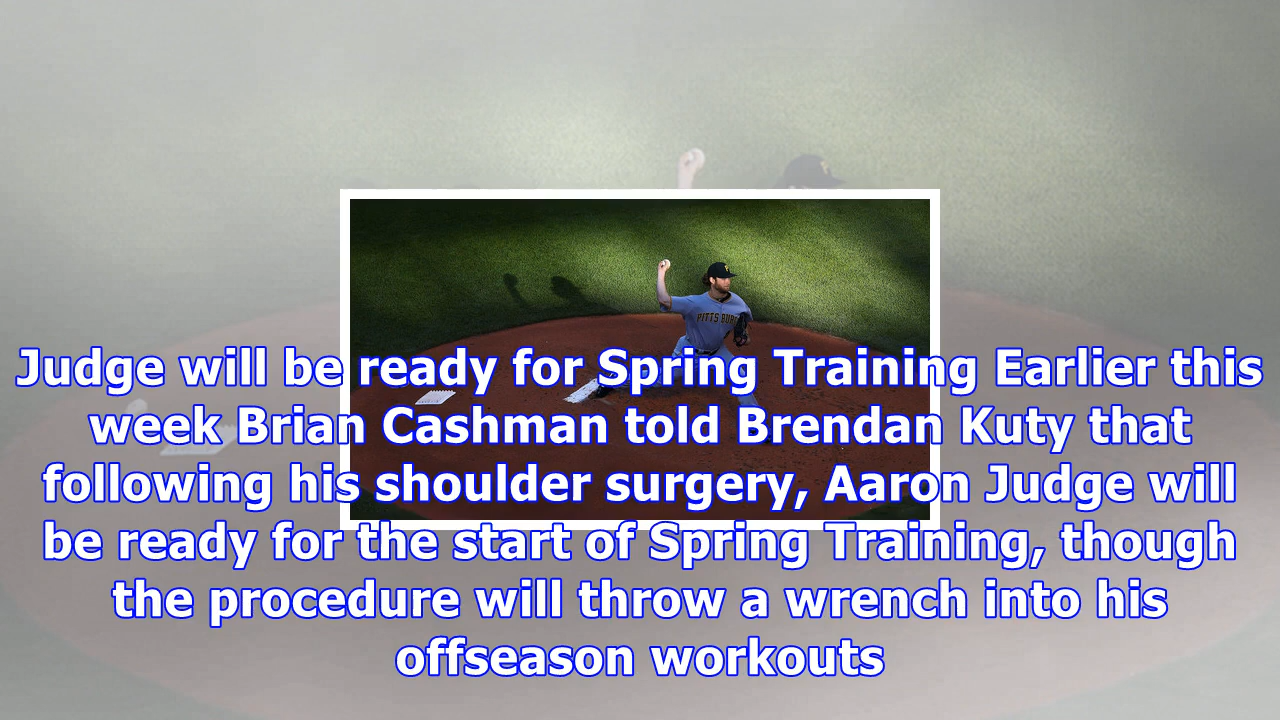 PITTSBUR
Judge will be ready for Spring Training Earlier this
week Brian Cashman told Brendan Kuty that
following his shoulder surgery, Aaron Judge will
be ready for the start of Spring Training, though
the procedure will throw a wrench into his
offseason workouts